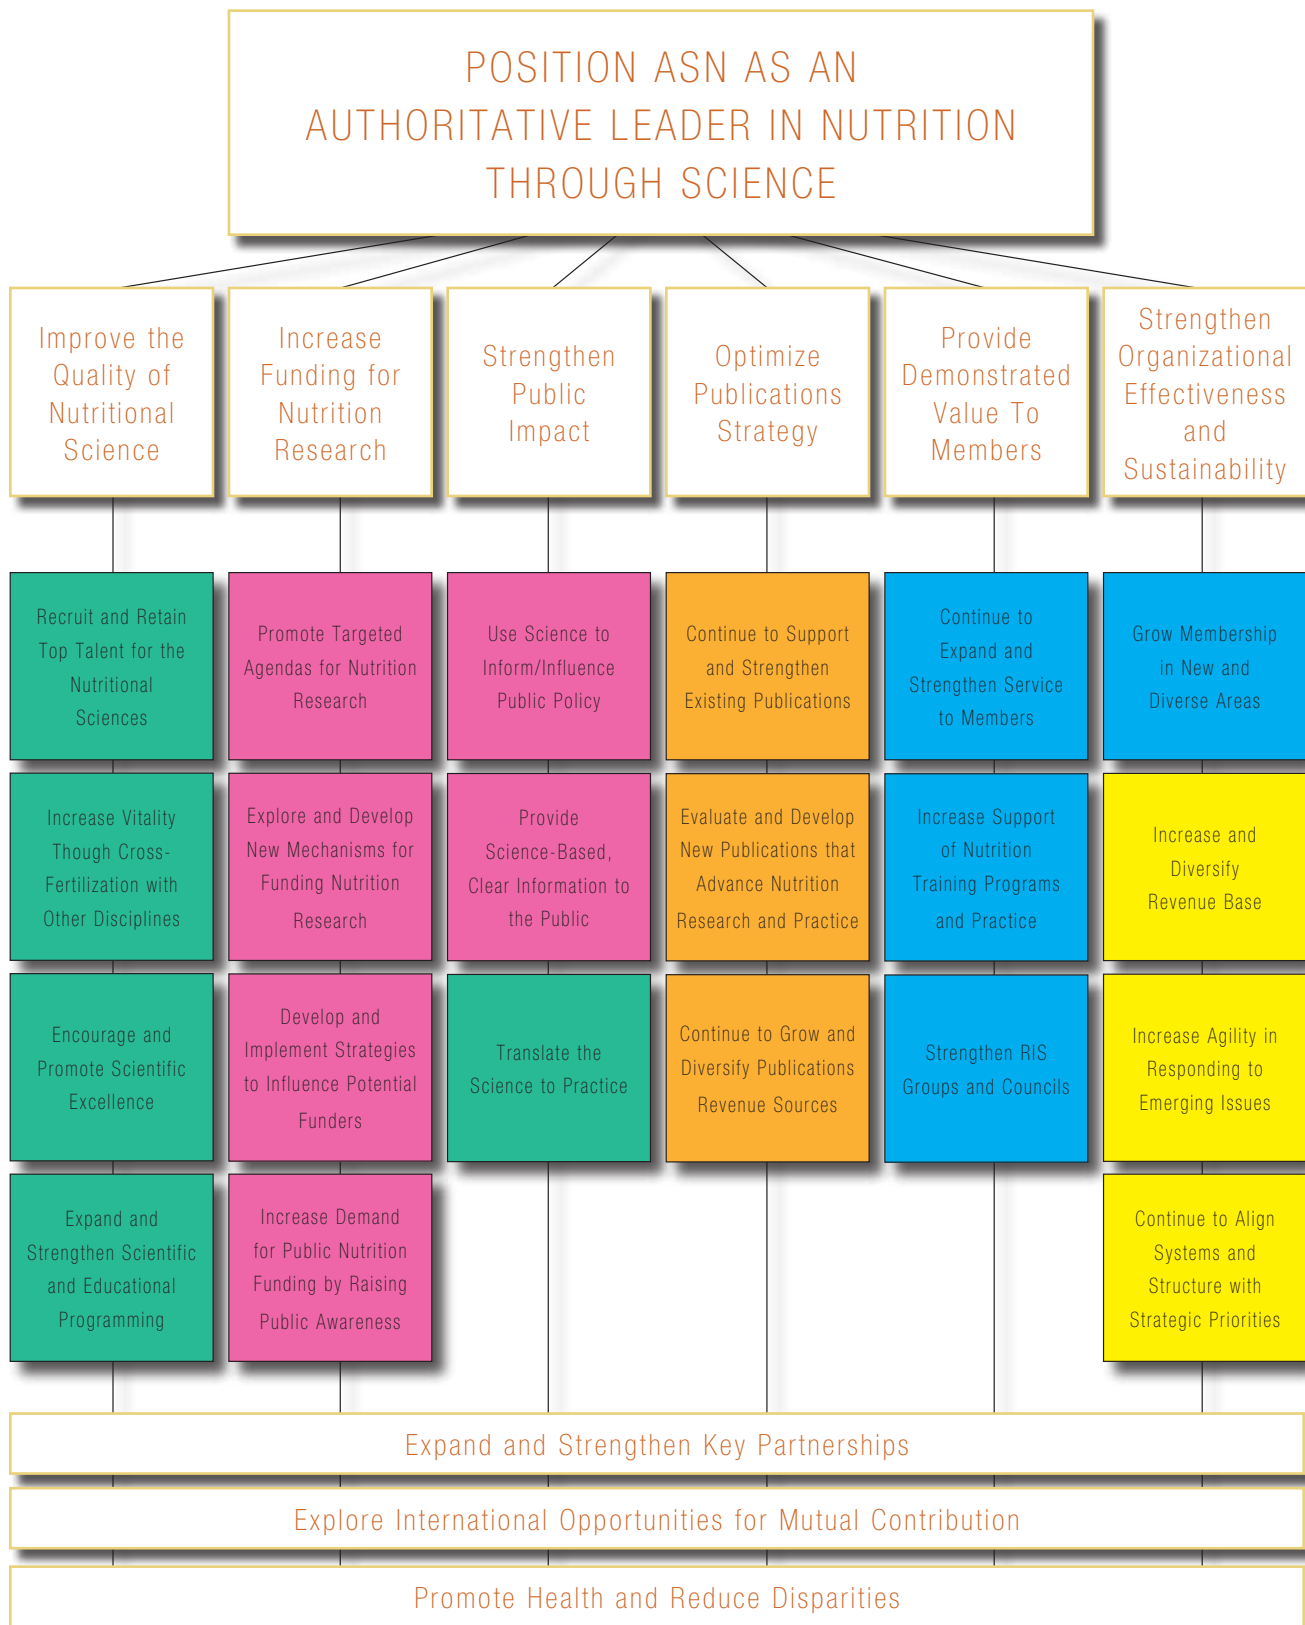 POSITION ASN AS AN
AUTHORITATIVE LEADER IN NUTRITION
THROUGH SCIENCE
Improve the
Quality of
Nutritional
Science
Increase
Funding for
Nutrition
Research
Strengthen
Public
Impact
Optimize
Publications
Strategy
Provide
Demonstrated
Value To
Members
Strengthen
Organizational
Effectiveness
and
Sustainability
Recruit and Retain
Top Talent for the
Nutritional
Sciences
Promote Targeted
Agendas for Nutrition
Research
Use Science to
Inform/Influence
Public Policy
Continue to Support
and Strengthen
Existing Publications
Continue to
Expand and
Strengthen Service
to Members
Grow Membership
in New and
Diverse Areas
Increase Vitality
Though Cross-
Fertilization with
Other Disciplines
Explore and Develop
New Mechanisms for
Funding Nutrition
Research
Provide
Science-Based,
Clear Information to
the Public
Evaluate and Develop
New Publications that
Advance Nutrition
Research and Practice
Increase Support
of Nutrition
Training Programs
and Practice
Increase and
Diversify
Revenue Base
Encourage and
Promote Scientific
Excellence
Develop and
Implement Strategies
to Influence Potential
Funders
Translate the
Science to Practice
Continue to Grow and
Diversify Publications
Revenue Sources
Strengthen RIS
Groups and Councils
Increase Agility in
Responding to
Emerging Issues
Expand and
Strengthen Scientific
and Educational
Programming
Increase Demand
for Public Nutrition
Funding by Raising
Public Awareness
Continue to Align
Systems and
Structure with
Strategic Priorities
Expand and Strengthen Key Partnerships
Explore International Opportunities for Mutual Contribution
Promote Health and Reduce Disparities